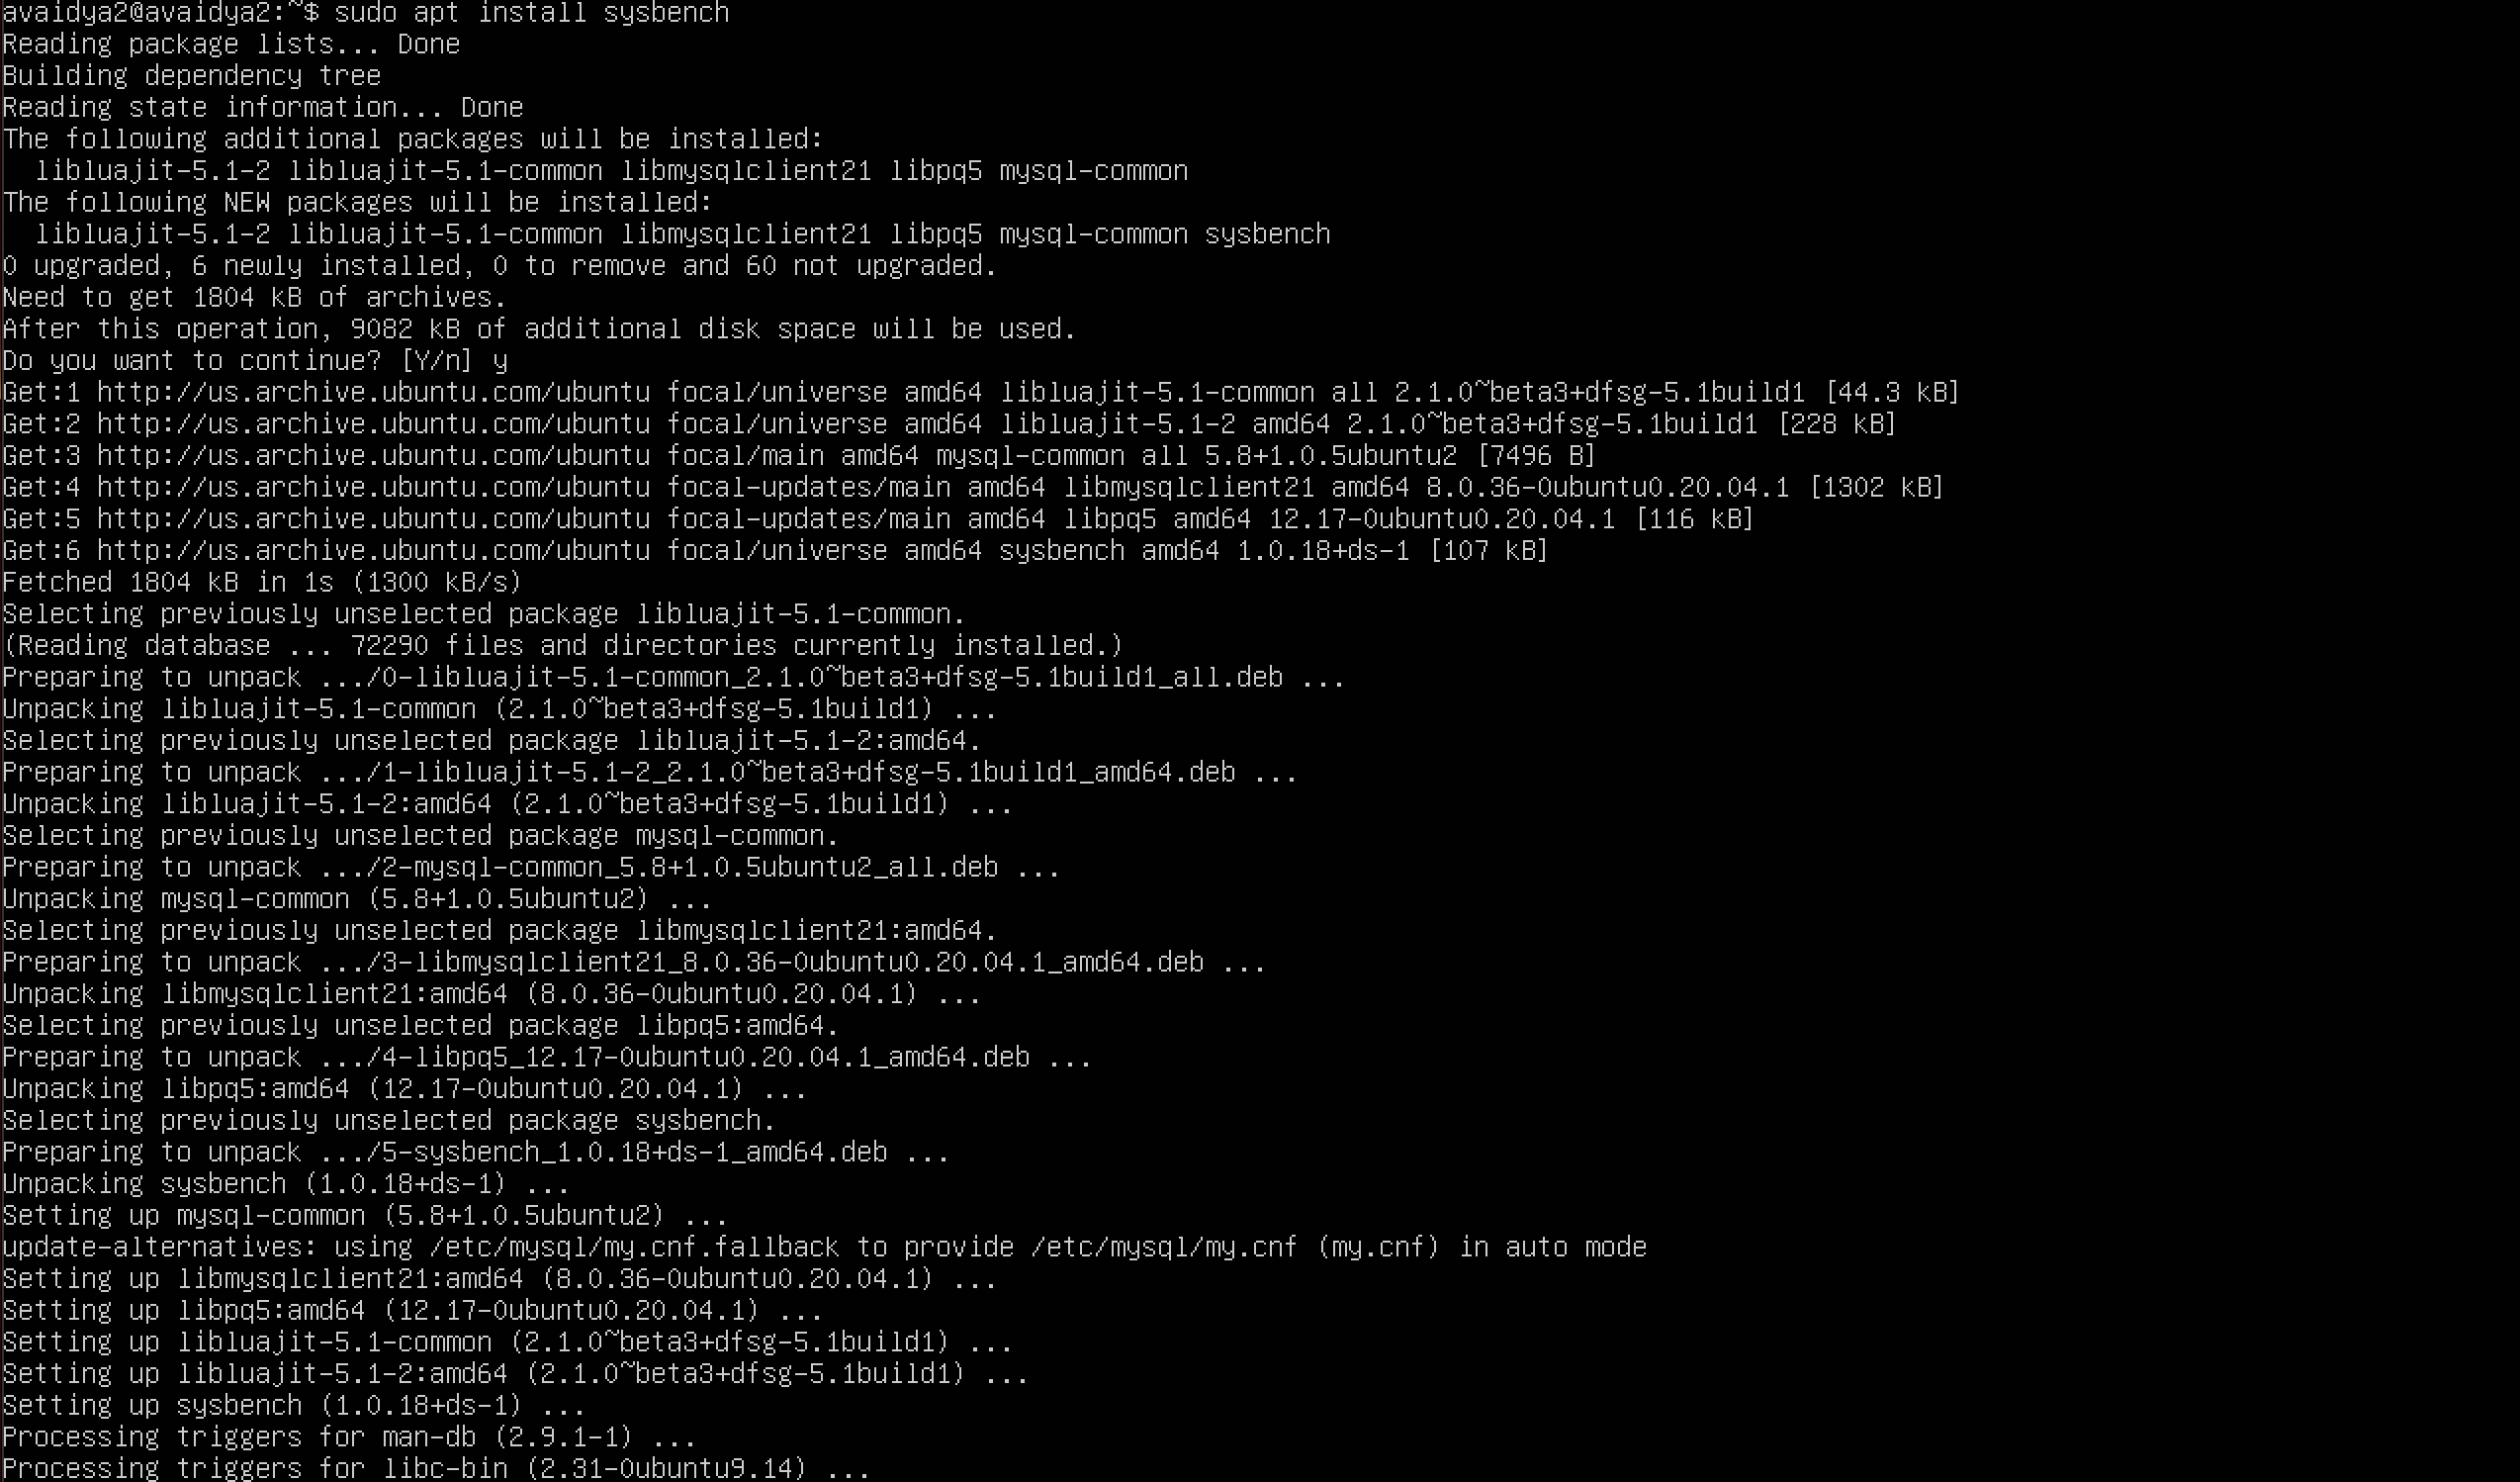 avaidya2@avaidya2:~$ sudo apt install sysbench
Reading package lists... Done
Building dependency tree
Reading state information... Done
The following additional packages will be installed:
  libluajit-5.1-2 libluajit-5.1-common libmysqlclient21 libpq5 mysql-common
The following NEW packages will be installed:
  libluajit-5.1-2 libluajit-5.1-common libmysqlclient21 libpq5 mysql-common sysbench
0 upgraded, 6 newly installed, 0 to remove and 60 not upgraded.
Need to get 1804 kB of archives.
After this operation, 9082 kB of additional disk space will be used.
Do you want to continue? [Y/n] y
Get:1 http://us.archive.ubuntu.com/ubuntu focal/universe amd64 libluajit-5.1-common all 2.1.0~beta3+dfsg-5.1build1 [44.3 kB]
Get:2 http://us.archive.ubuntu.com/ubuntu focal/universe amd64 libluajit-5.1-2 amd64 2.1.0~beta3+dfsg-5.1build1 [228 kB]
Get:3 http://us.archive.ubuntu.com/ubuntu focal/main amd64 mysql-common all 5.8+1.0.5ubuntu2 [7496 B]
Get:4 http://us.archive.ubuntu.com/ubuntu focal-updates/main amd64 libmysqlclient21 amd64 8.0.36-0ubuntu0.20.04.1 [1302 kB]
Get:5 http://us.archive.ubuntu.com/ubuntu focal-updates/main amd64 libpq5 amd64 12.17-0ubuntu0.20.04.1 [116 kB]
Get:6 http://us.archive.ubuntu.com/ubuntu focal/universe amd64 sysbench amd64 1.0.18+ds-1 [107 kB]
Fetched 1804 kB in 1s (1300 kB/s)
Selecting previously unselected package libluajit-5.1-common.
(Reading database ... 72290 files and directories currently installed.)
Preparing to unpack .../0-libluajit-5.1-common_2.1.0~beta3+dfsg-5.1build1_all.deb ...
Unpacking libluajit-5.1-common (2.1.0~beta3+dfsg-5.1build1) ...
Selecting previously unselected package libluajit-5.1-2:amd64.
Preparing to unpack .../1-libluajit-5.1-2_2.1.0~beta3+dfsg-5.1build1_amd64.deb ...
Unpacking libluajit-5.1-2:amd64 (2.1.0~beta3+dfsg-5.1build1) ...
Selecting previously unselected package mysql-common.
Preparing to unpack .../2-mysql-common_5.8+1.0.5ubuntu2_all.deb ...
Unpacking mysql-common (5.8+1.0.5ubuntu2) ...
Selecting previously unselected package libmysqlclient21:amd64.
Preparing to unpack .../3-libmysqlclient21_8.0.36-0ubuntu0.20.04.1_amd64.deb ...
Unpacking libmysqlclient21:amd64 (8.0.36-0ubuntu0.20.04.1) ...
Selecting previously unselected package libpq5:amd64.
Preparing to unpack .../4-libpq5_12.17-0ubuntu0.20.04.1_amd64.deb ...
Unpacking libpq5:amd64 (12.17-0ubuntu0.20.04.1) ...
Selecting previously unselected package sysbench.
Preparing to unpack .../5-sysbench_1.0.18+ds-1_amd64.deb ...
Unpacking sysbench (1.0.18+ds-1) ...
Setting up mysql-common (5.8+1.0.5ubuntu2) ...
update-alternatives: using /etc/mysql/my.cnf.fallback to provide /etc/mysql/my.cnf (my.cnf) in auto mode
Setting up libmysqlclient21:amd64 (8.0.36-0ubuntu0.20.04.1) ...
Setting up libpq5:amd64 (12.17-0ubuntu0.20.04.1) ...
Setting up libluajit-5.1-common (2.1.0~beta3+dfsg-5.1build1) ...
Setting up libluajit-5.1-2:amd64 (2.1.0~beta3+dfsg-5.1build1) ...
Setting up sysbench (1.0.18+ds-1) ...
Processing triggers for man-db (2.9.1-1) ...
Processing triggers for libc-bin (2.31-0ubuntu9.14) ...